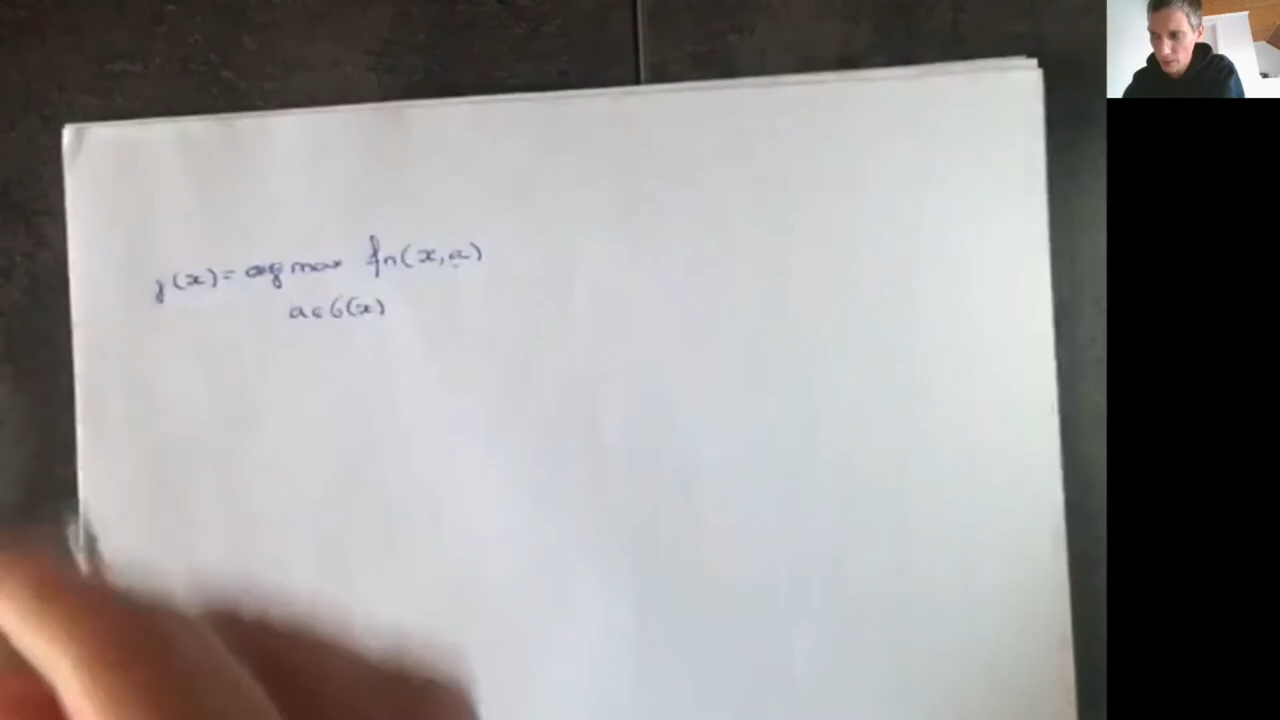 y(x) = arg max fn(x,a)
a∈G(x)